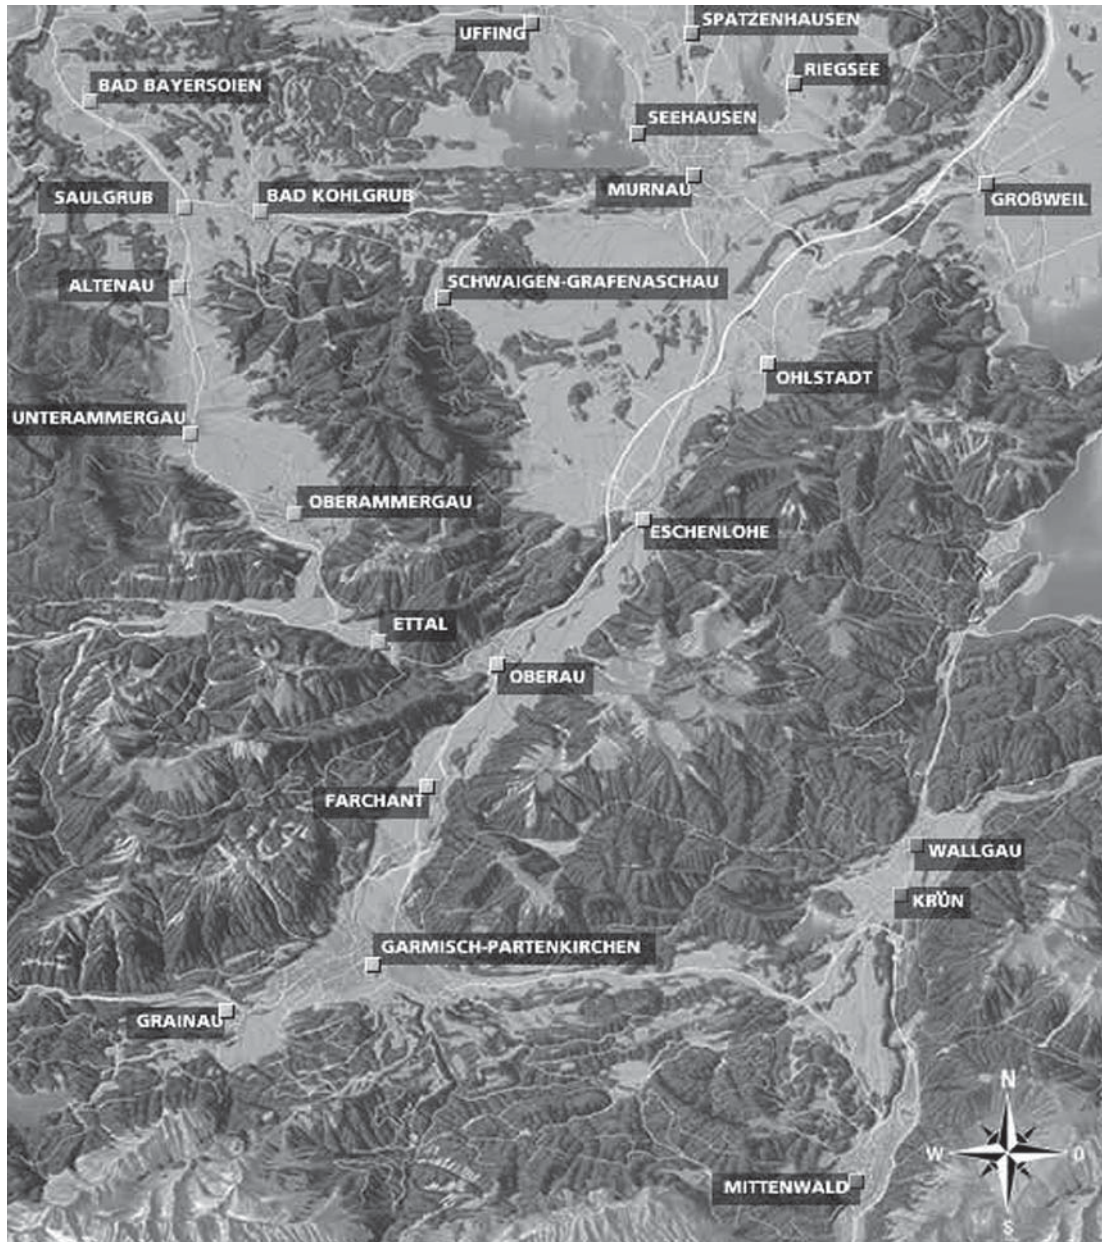 UFFING
SPATZENHAUSEN
RIEGSEE
BAD BAYERSOIEN
SEEHAUSEN
SAULGRUB
BAD KOHLGRUB
MURNAU
GROßWEIL
ALTENAU
SCHWAIGEN-GRAFENASCHAU
OHLSTADT
UNTERAMMERGAU
OBERAMMERGAU
ESCHENLOHE
ETTAL
OBERAU
FARCHANT
WALLGAU
KRÜN
GARMISCH-PARTENKIRCHEN
GRAINAU
N
W
O
MITTENWALD
S